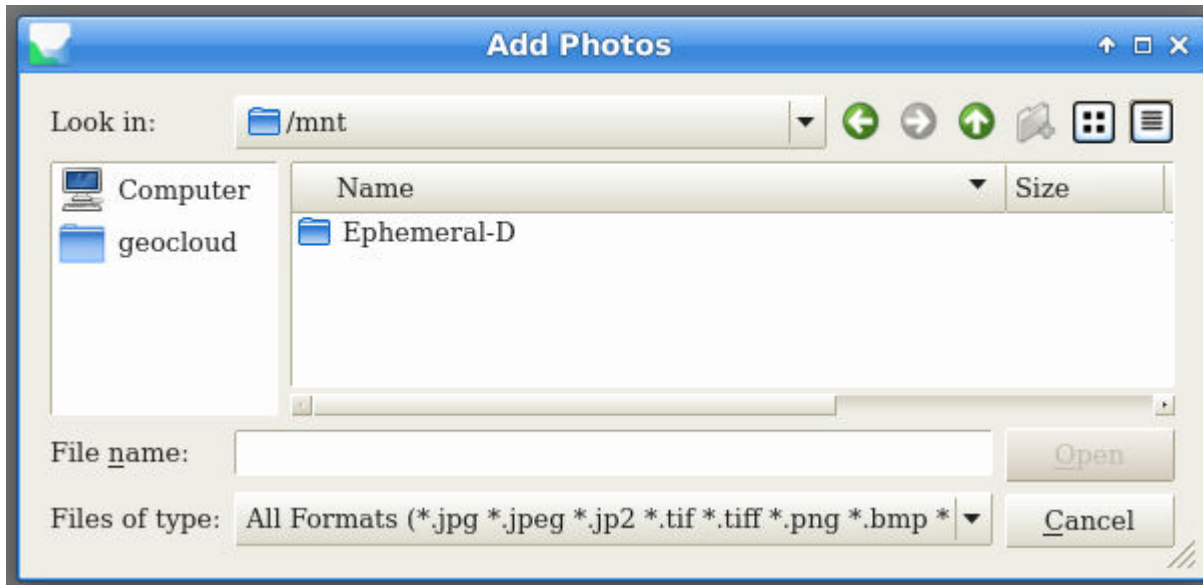 Add Photos
Look in: /mnt
Computer
geocloud
Name Size
Ephemeral-D
File name: Open
Files of type: All Formats (*.jpg *.jpeg *.jp2 *.tif *.tiff *.png *.bmp * Cancel